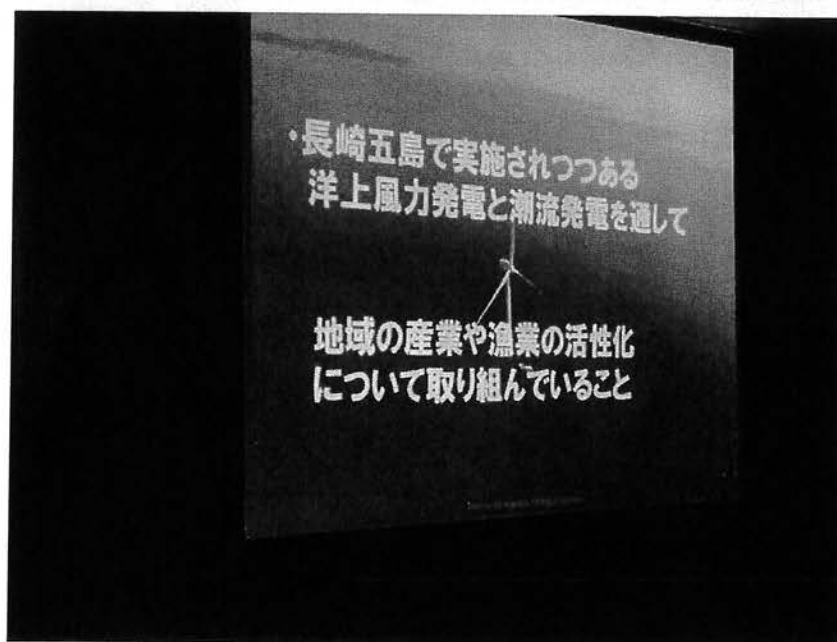 ・長崎五島で実施されつつある
洋上風力発電と潮流発電を通して
地域の産業や漁業の活性化
について取り組んでいること